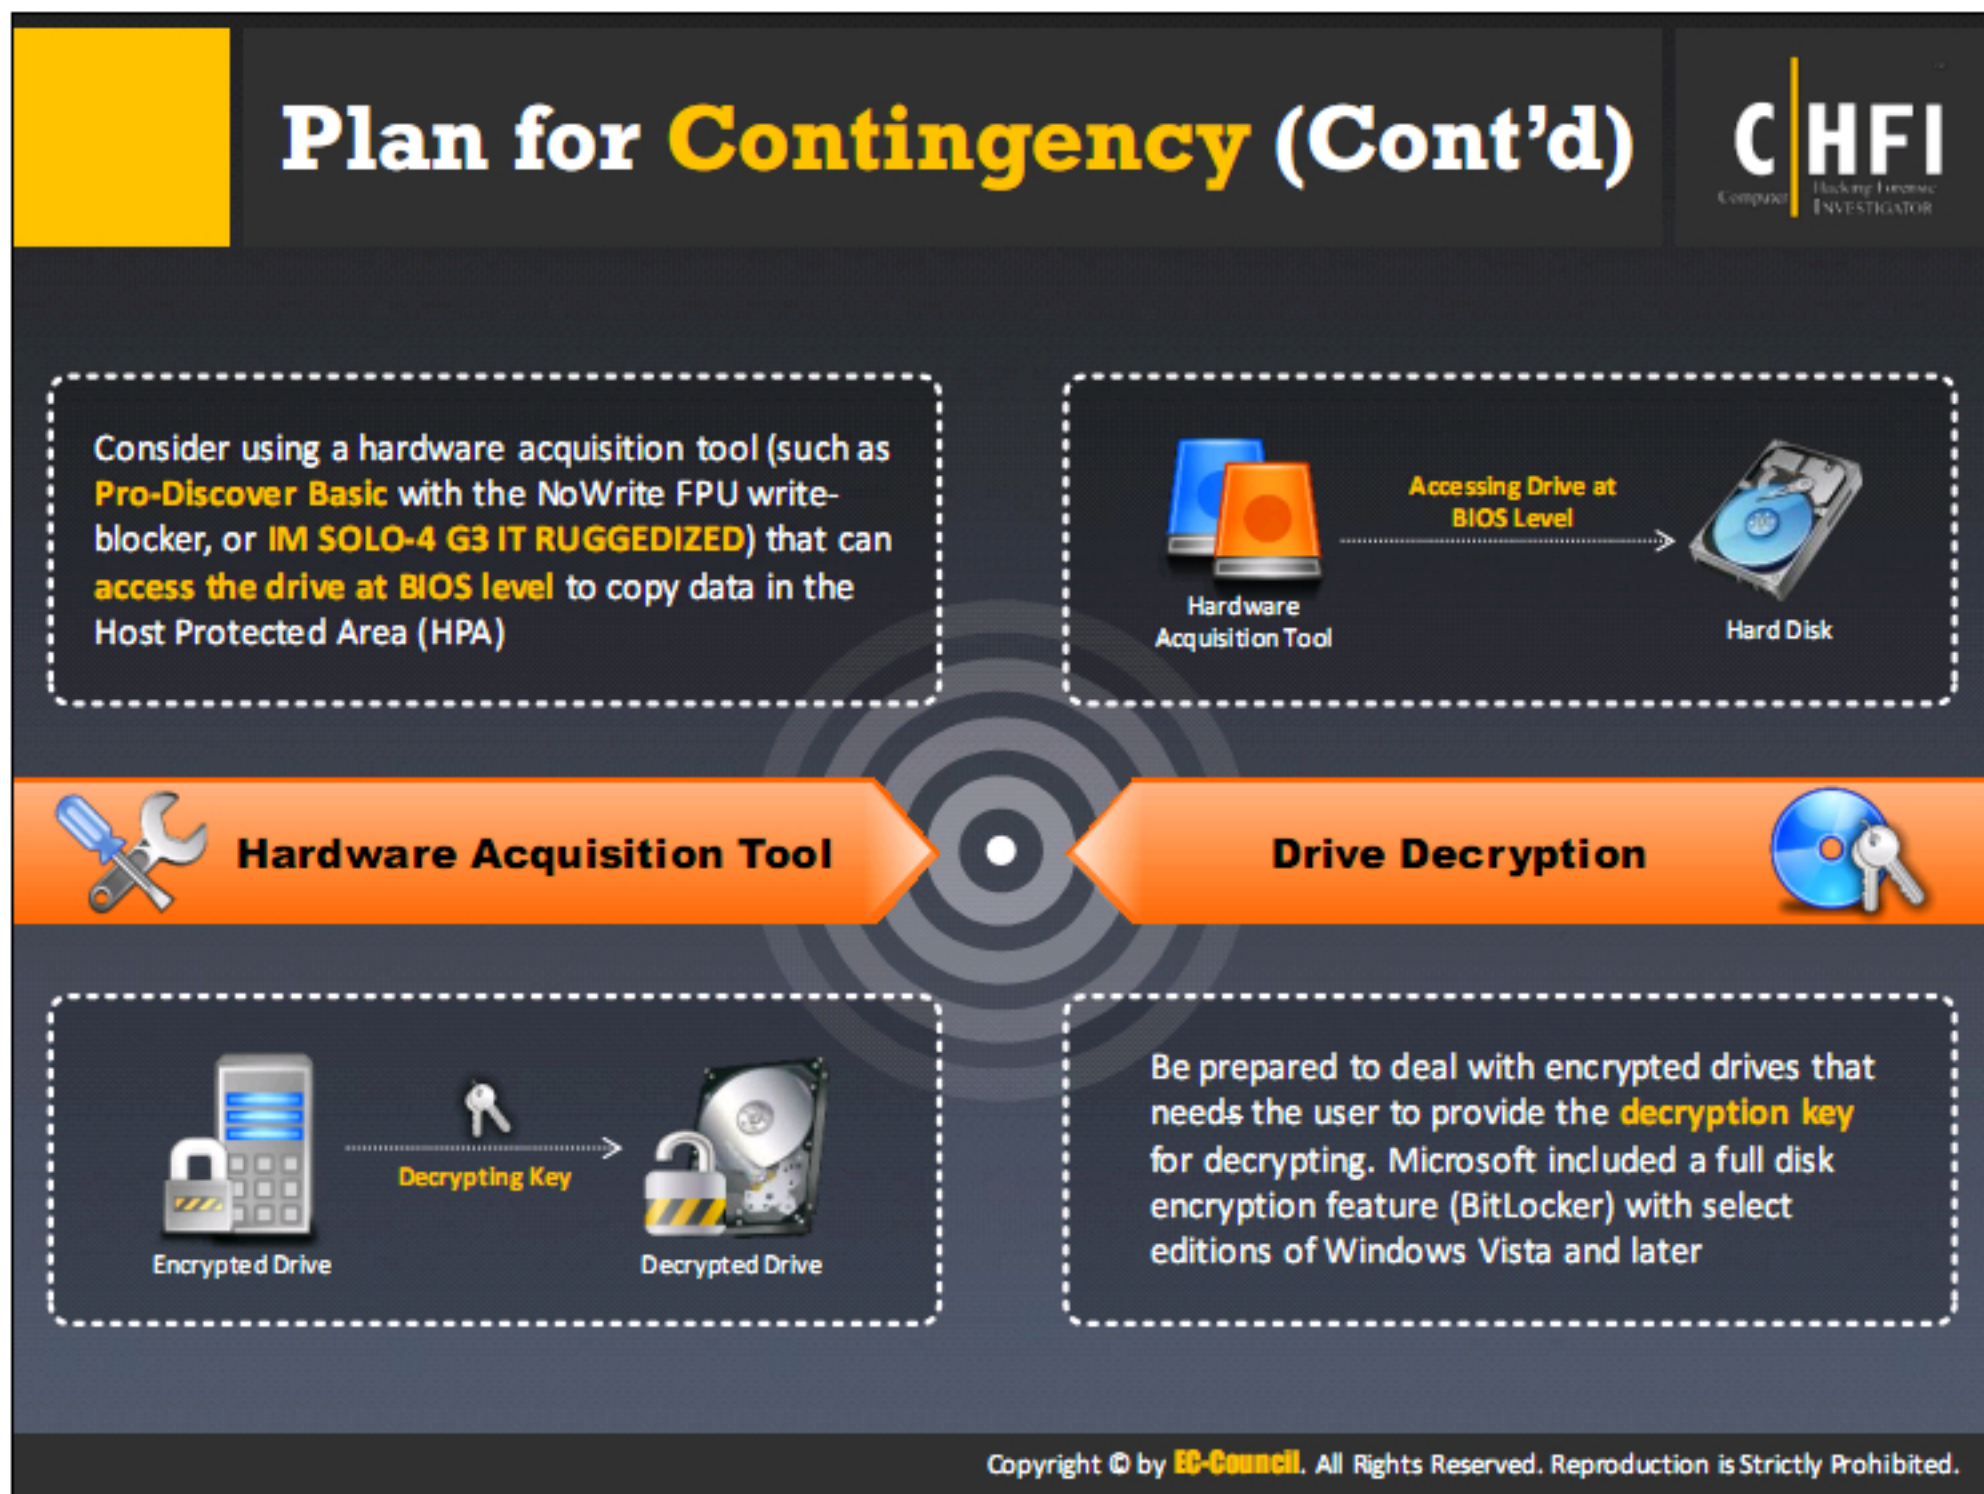 Plan for Contingency (Cont'd)
C HFI
Computer
Hacking Forensic
INVESTIGATOR
Consider using a hardware acquisition tool (such as
Pro-Discover Basic with the NoWrite FPU write-
blocker, or IM SOLO-4 G3 IT RUGGEDIZED) that can
access the drive at BIOS level to copy data in the
Host Protected Area (HPA)
Accessing Drive at
BIOS Level
Hardware
Acquisition Tool
Hard Disk
Hardware Acquisition Tool
Drive Decryption
Decrypting Key
Encrypted Drive
Decrypted Drive
Be prepared to deal with encrypted drives that
needs the user to provide the decryption key
for decrypting. Microsoft included a full disk
encryption feature (BitLocker) with select
editions of Windows Vista and later
Copyright © by EC-Council. All Rights Reserved. Reproduction is Strictly Prohibited.